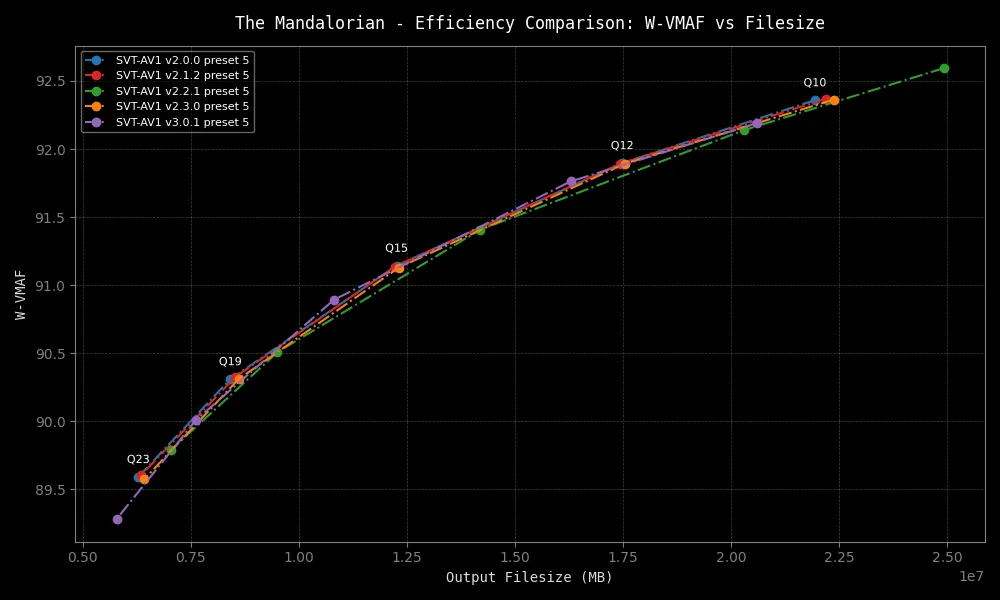 The Mandalorian - Efficiency Comparison: W-VMAF vs Filesize
SVT-AV1 v2.0.0 preset 5
SVT-AV1 v2.1.2 preset 5
SVT-AV1 v2.2.1 preset 5
SVT-AV1 v2.3.0 preset 5
SVT-AV1 v3.0.1 preset 5
92.5
92.0
91.5
91.0
90.5
90.0
89.5
W-VMAF
Q10
Q12
Q15
Q19
Q23
0.50 0.75 1.00 1.25 1.50 1.75 2.00 2.25 2.50
1e7
Output Filesize (MB)